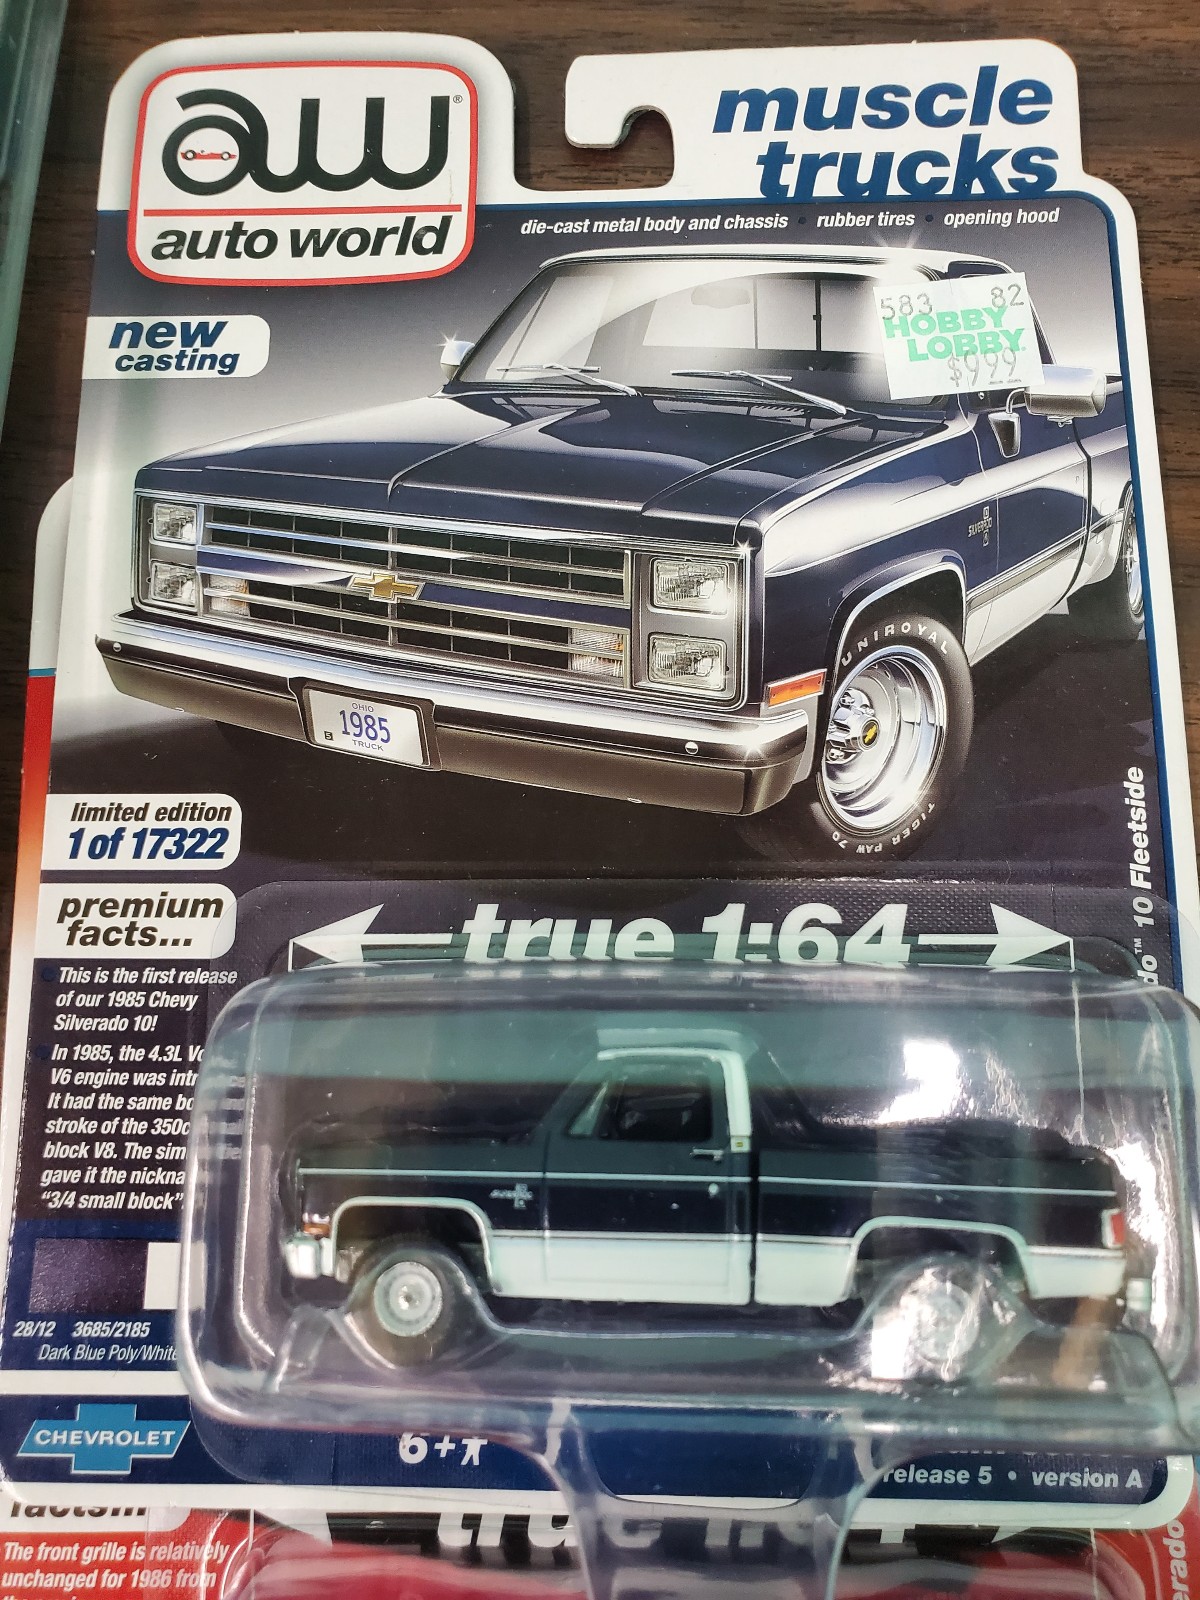 aw®
auto world
muscle
trucks
die-cast metal body and chassis • rubber tires • opening hood
new
casting
583 82
HOBBY
LOBBY
$999
SILVERADO
UNIROYAL
TIGER PAW 70
OHIO
1985
TRUCK
limited edition
1 of 17322
10 Fleetside
premium
facts...
true 1:64
This is the first release
of our 1985 Chevy
Silverado 10!
In 1985, the 4.3L
V6 engine was
It had the same
stroke of the
block V8. The
gave it the
"3/4 small block"
28/12 3685/2185
Dark Blue Poly/White
CHEVROLET
6+
release 5 • version A
facts...
The front grille is relatively
unchanged for 1986 from